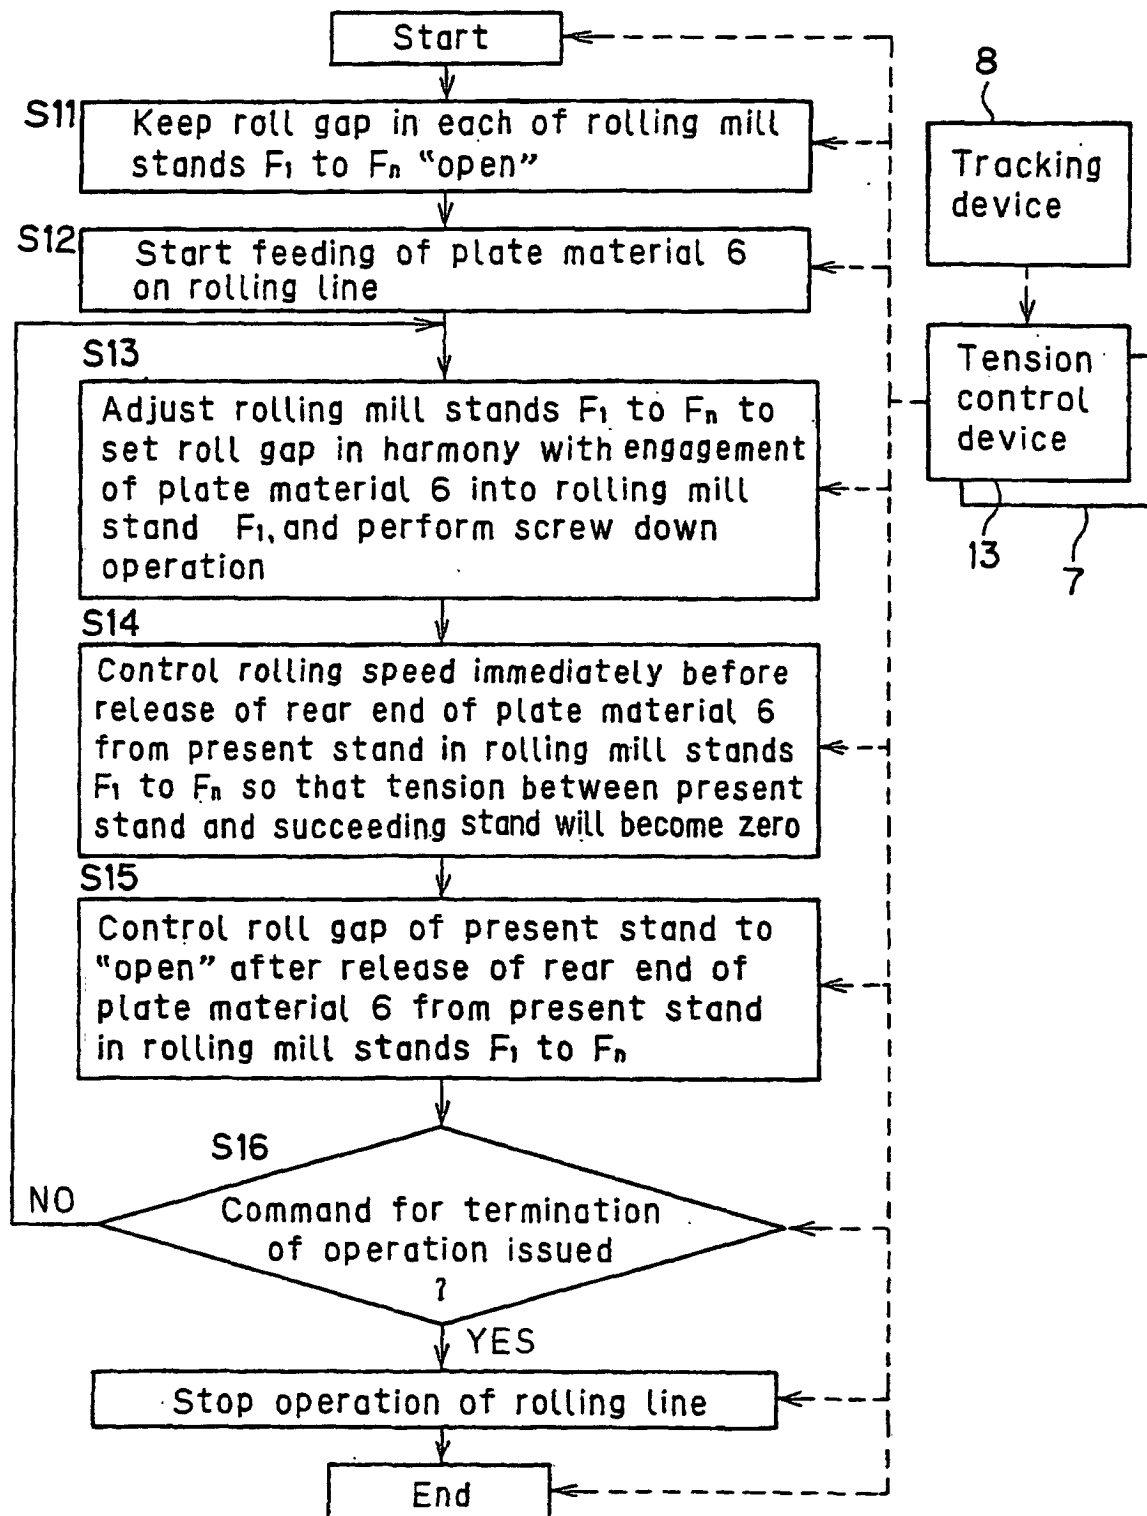 Start
S11
Keep roll gap in each of rolling mill
stands F1 to Fn "open"
S12
Start feeding of plate material 6
on rolling line
S13
Adjust rolling mill stands F1 to Fn to
set roll gap in harmony with engagement
of plate material 6 into rolling mill
stand F1, and perform screw down
operation
S14
Control rolling speed immediately before
release of rear end of plate material 6
from present stand in rolling mill stands
F1 to Fn so that tension between present
stand and succeeding stand will become zero
S15
Control roll gap of present stand to
"open" after release of rear end of
plate material 6 from present stand
in rolling mill stands F1 to Fn
S16
Command for termination
of operation issued
?
NO
YES
Stop operation of rolling line
End
8
Tracking
device
Tension
control
device
13
7